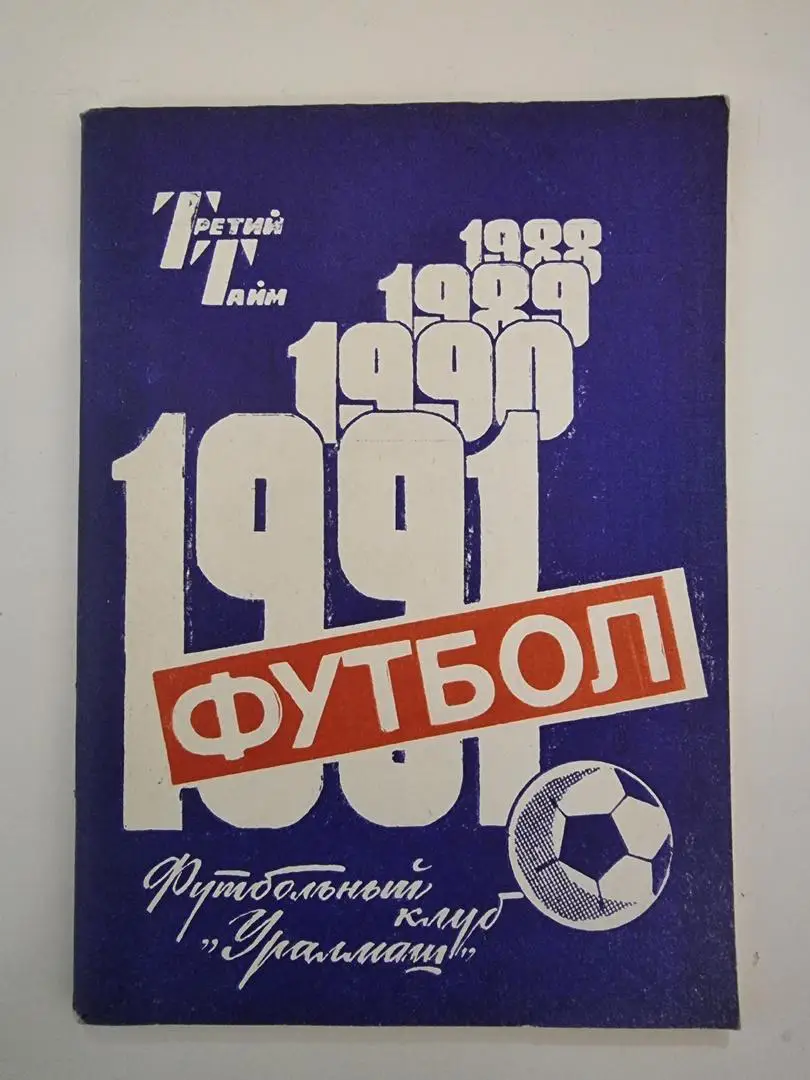 Третий
Тайм
1988
1989
1990
1991
ФУТБОЛ
Футбольный
клуб
„Уралмаш”